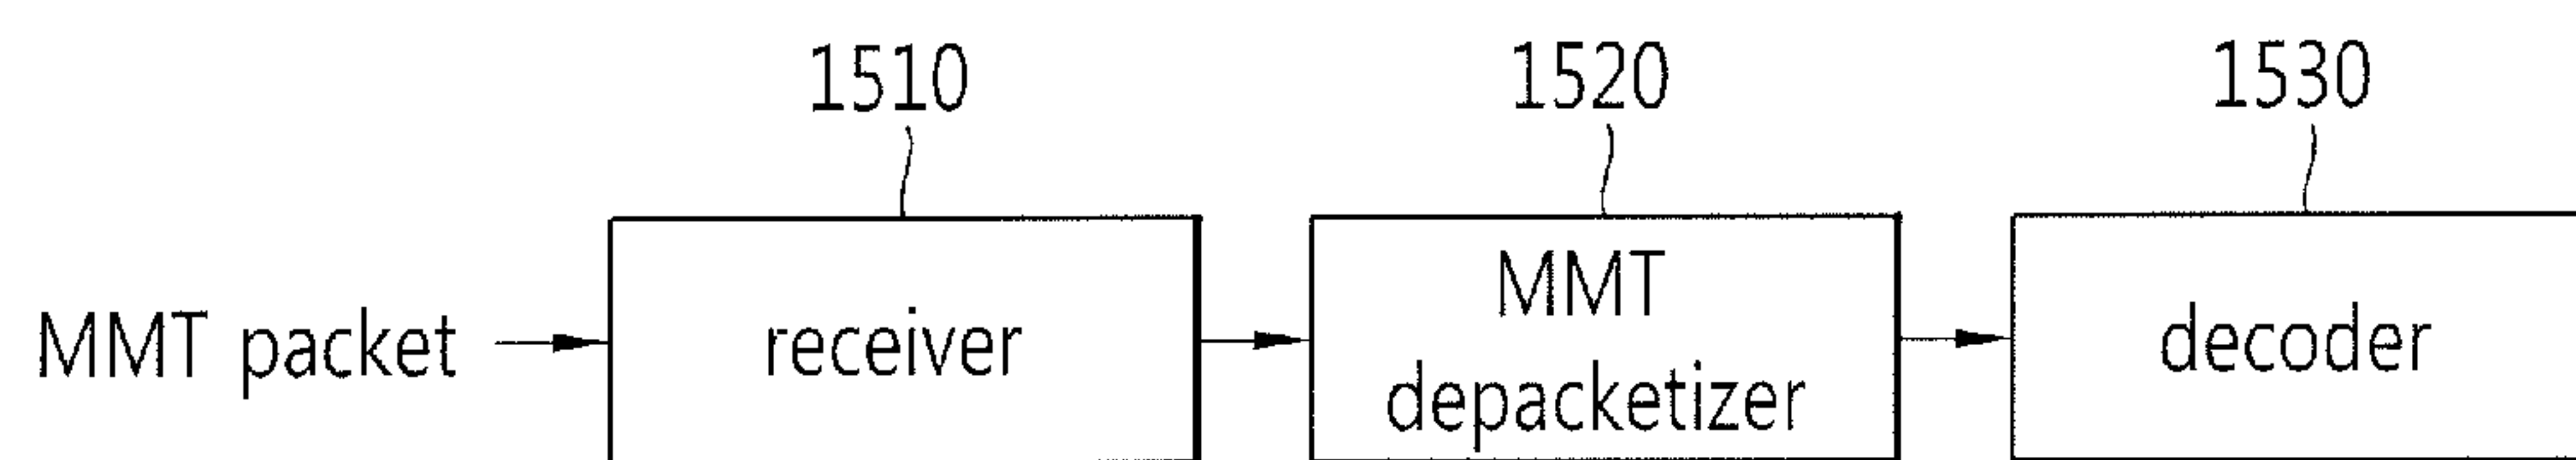 1510 1520 1530
MMT packet receiver MMT decoder
depacketizer